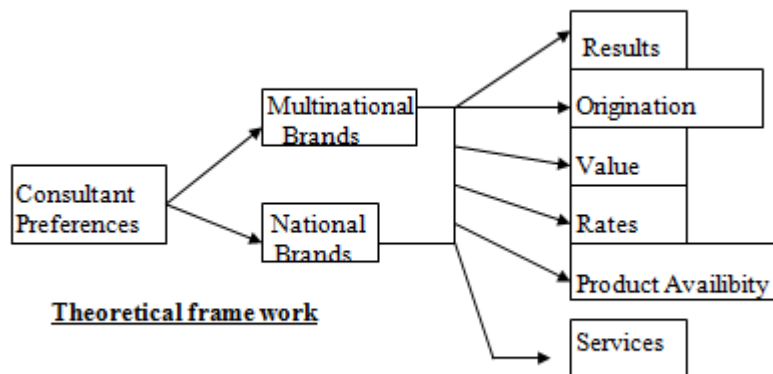 Results
Multinational
Brands
Origination
Value
Consultant
Preferences
National
Brands
Rates
Product Availibity
Theoretical frame work
Services